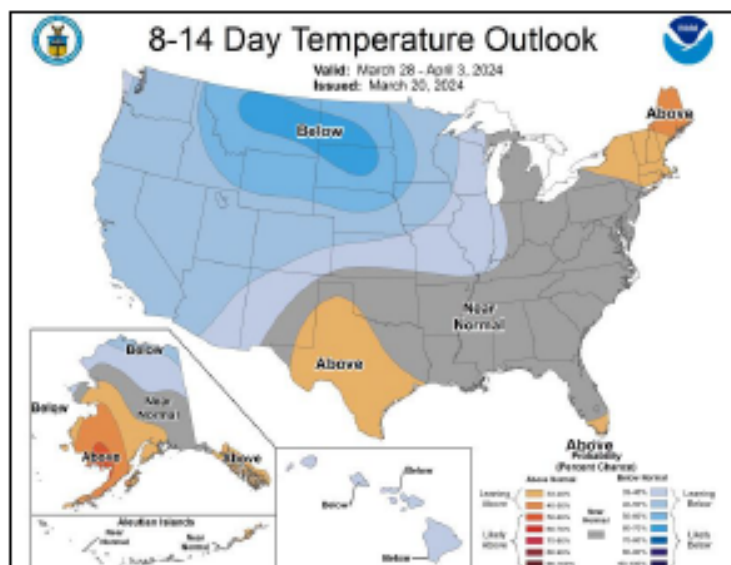 8-14 Day Temperature Outlook
Valid: March 28 - April 3, 2024
Issued: March 20, 2024
Below
Above
Near
Normal
Above
Below
Below
Near
Normal
Above
Above
Above
Below
Below
Below
Aleutian Islands
Near
Normal
Near
Normal
Probability
(Percent Chance)
Above Normal
Below Normal
Leaning
Above
Likely
Above
Near
Normal
Leaning
Below
Likely
Below